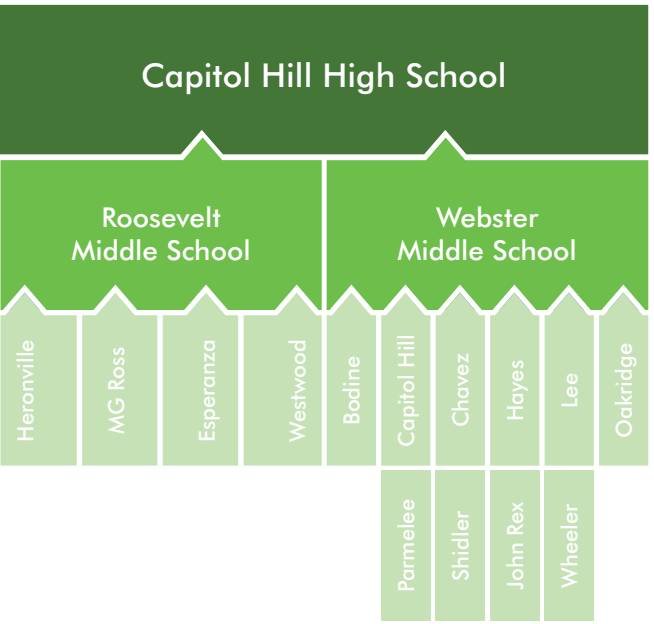 Capitol Hill High School
Roosevelt
Middle School
Webster
Middle School
Heronville
MG Ross
Esperanza
Westwood
Bodine
Capitol Hill
Chavez
Hayes
Lee
Oakridge
Parmelee
Shidler
John Rex
Wheeler